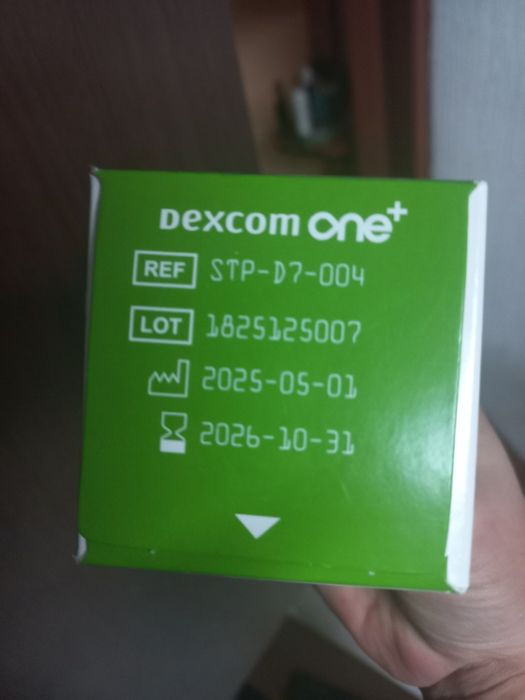 Dexcom ONE+
REF STP-D7-004
LOT 1825125007
2025-05-01
2026-10-31